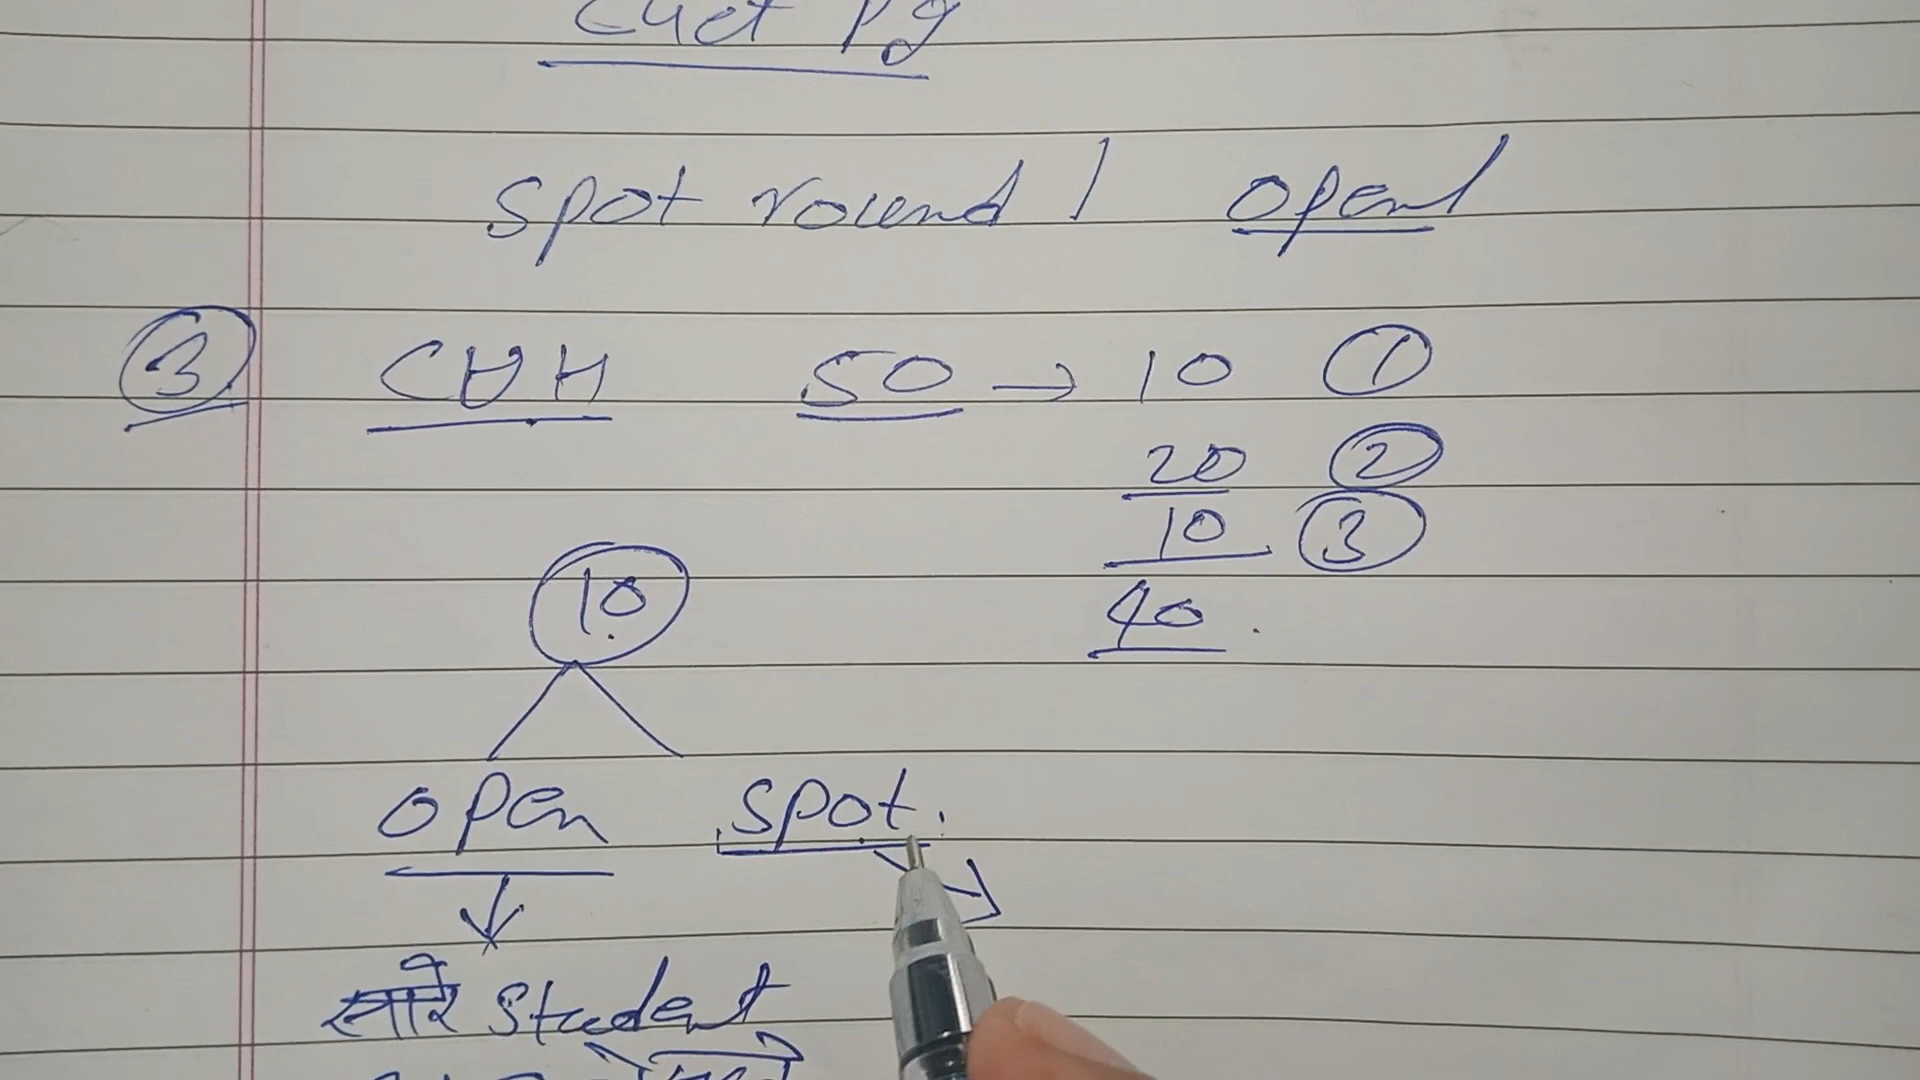 Cuet Pg
Spot round / open/
3 CUH 50 → 10 1
20 2
10 3
40
10
open spot.
सारे Student